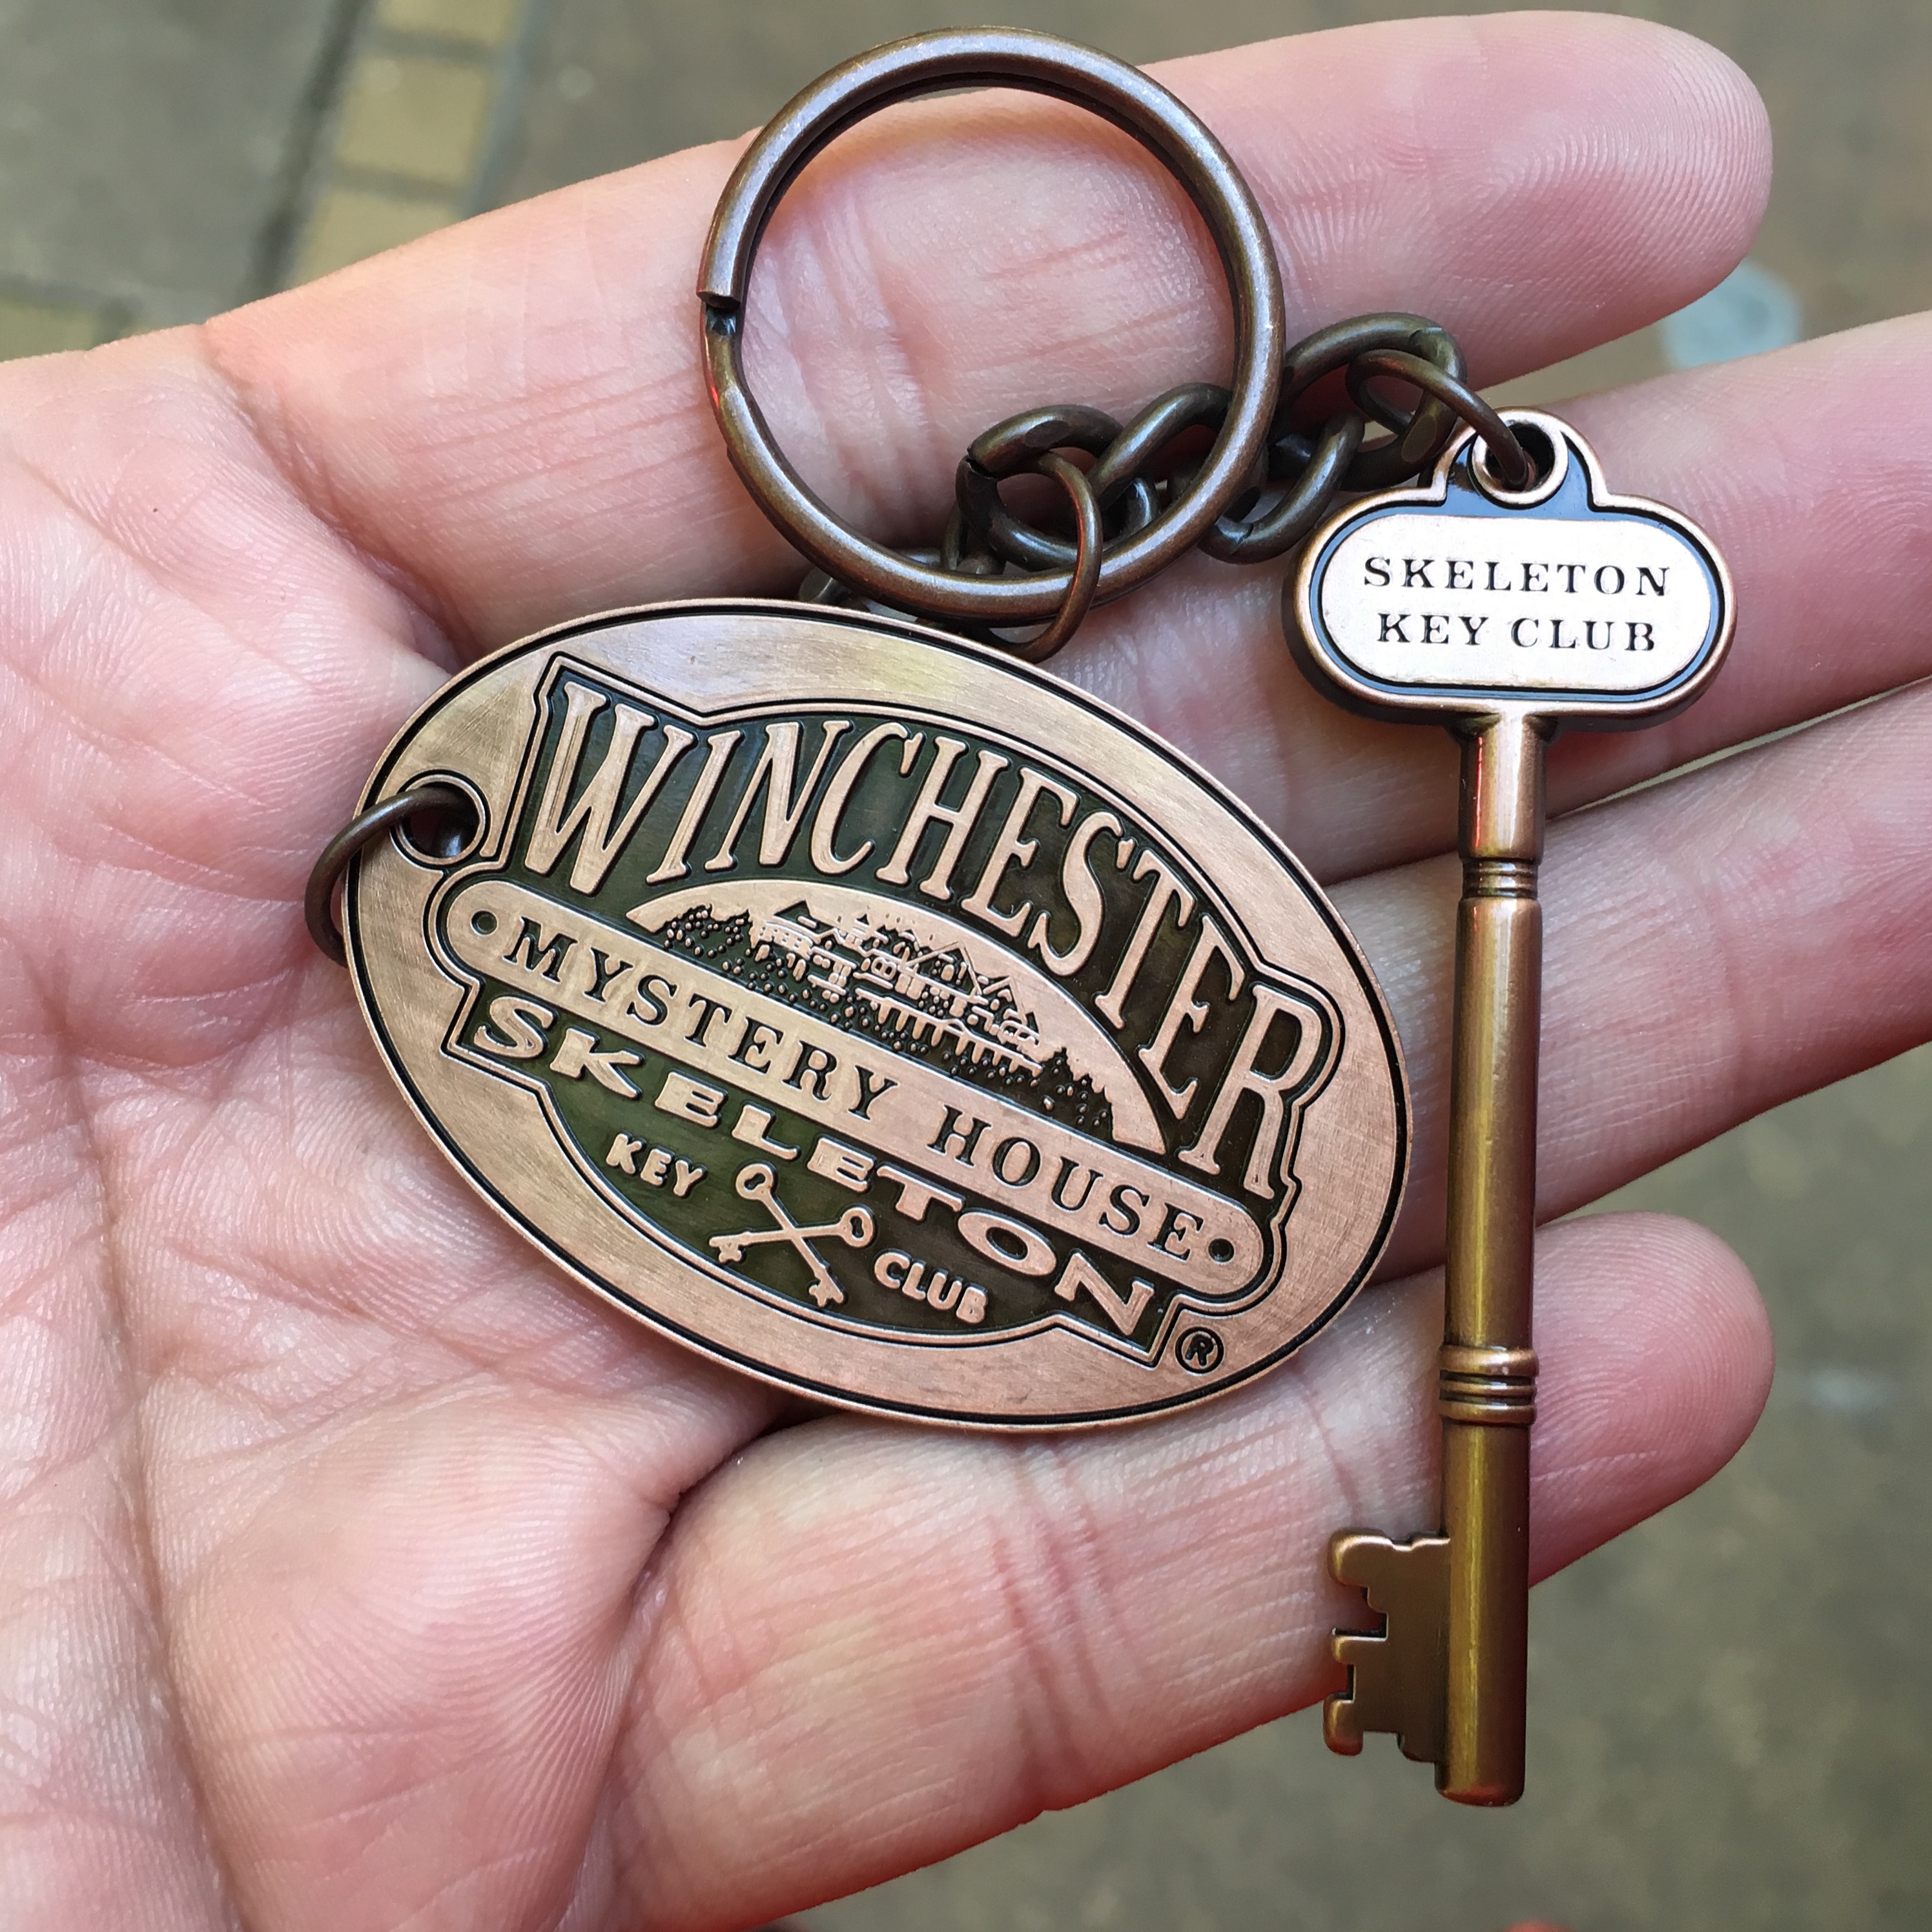 WINCHESTER
MYSTERY HOUSE
SKELETON
KEY CLUB
®
SKELETON
KEY CLUB